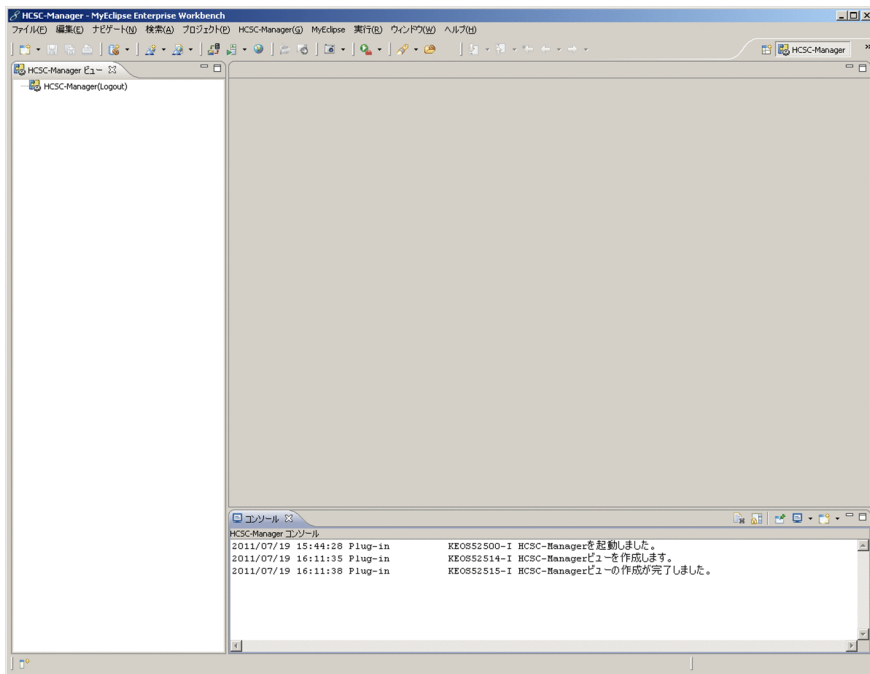 HCSC-Manager - MyEclipse Enterprise Workbench
ファイル(F) 編集(E) ナビゲート(N) 検索(A) プロジェクト(P) HCSC-Manager(G) MyEclipse 実行(R) ウィンドウ(W) ヘルプ(H)
HCSC-Manager
HCSC-Manager ビュー
HCSC-Manager(Logout)
コンソール
HCSC-Manager コンソール
2011/07/19 15:44:28 Plug-in KEOS52500-I HCSC-Managerを起動しました。
2011/07/19 16:11:35 Plug-in KEOS52514-I HCSC-Managerビューを作成します。
2011/07/19 16:11:38 Plug-in KEOS52515-I HCSC-Managerビューの作成が完了しました。